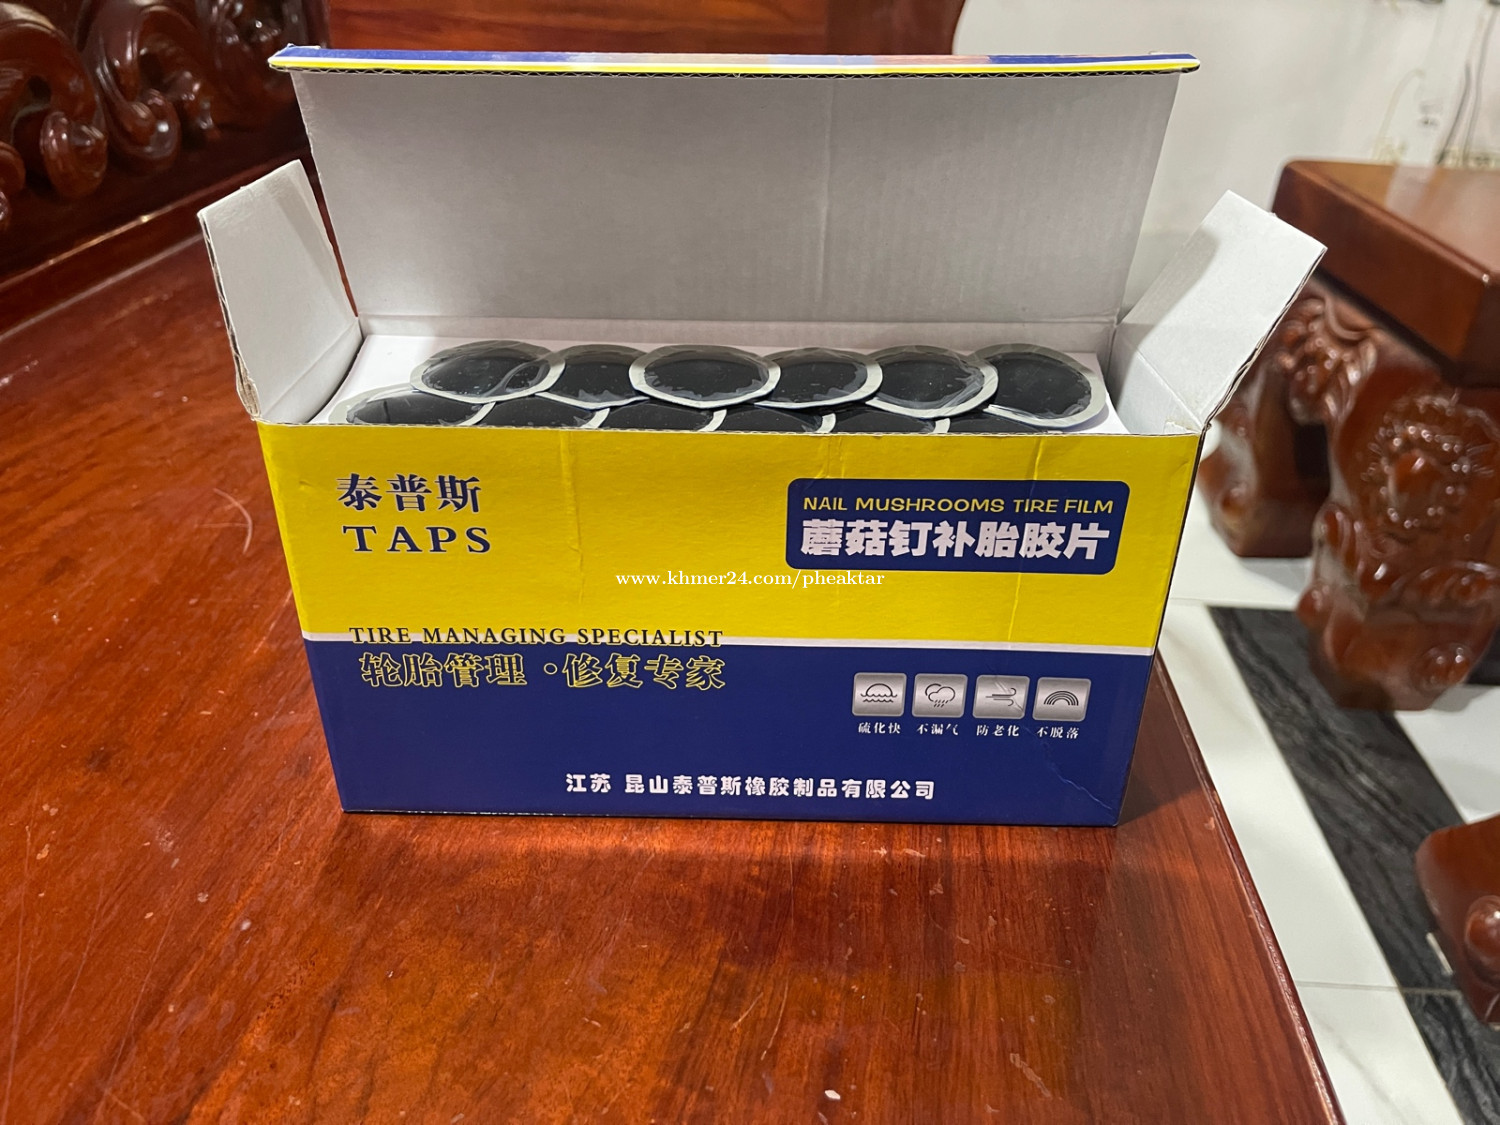 泰普斯
TAPS
NAIL MUSHROOMS TIRE FILM
蘑菇钉补胎胶片
www.khmer24.com/pheaktar
TIRE MANAGING SPECIALIST
轮胎管理·修复专家
硫化快 不漏气 防老化 不脱落
江苏 昆山泰普斯橡胶制品有限公司